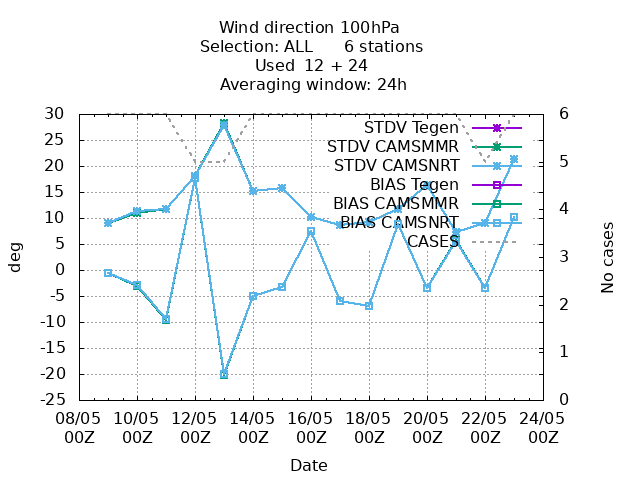 Wind direction 100hPa
Selection: ALL      6 stations
Used  12 + 24
Averaging window: 24h
30
25
20
15
10
5
0
-5
-10
-15
-20
-25
deg
6
5
4
3
2
1
0
No cases
STDV Tegen
STDV CAMSMMR
STDV CAMSNRT
BIAS Tegen
BIAS CAMSMMR
BIAS CAMSNRT
CASES
08/05 10/05 12/05 14/05 16/05 18/05 20/05 22/05 24/05
00Z 00Z 00Z 00Z 00Z 00Z 00Z 00Z 00Z
Date